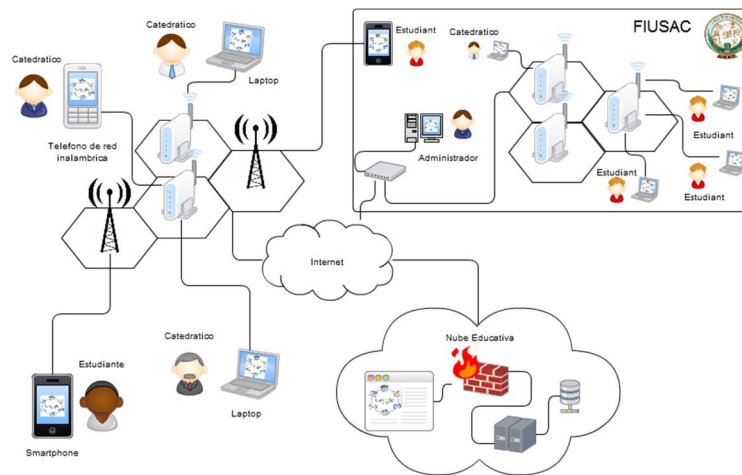 Catedratico
Laptop
Catedratico
Telefono de red
inalambrica
Estudiant
FIUSAC
Catedratico
Administrador
Estudiant
Estudiant
Estudiant
Estudiant
Internet
Catedratico
Laptop
Estudiante
Smartphone
Nube Educativa